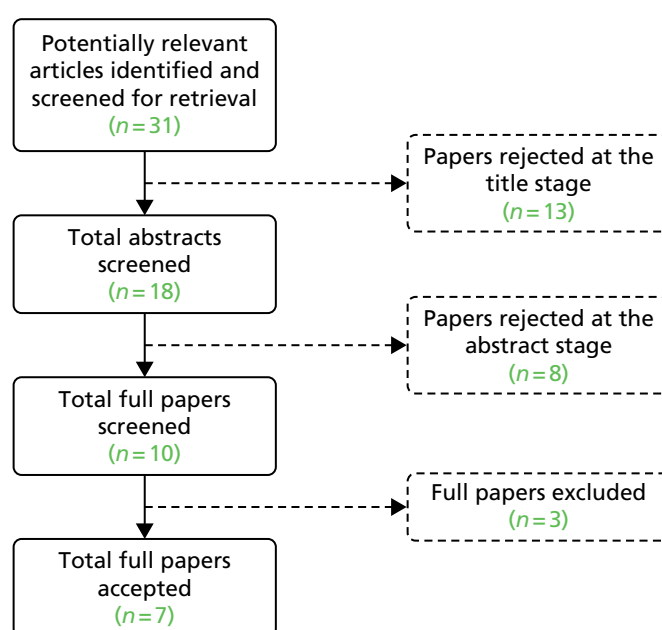 Potentially relevant
articles identified and
screened for retrieval
(n=31)
Papers rejected at the
title stage
(n=13)
Total abstracts
screened
(n=18)
Papers rejected at the
abstract stage
(n=8)
Total full papers
screened
(n=10)
Full papers excluded
(n=3)
Total full papers
accepted
(n=7)